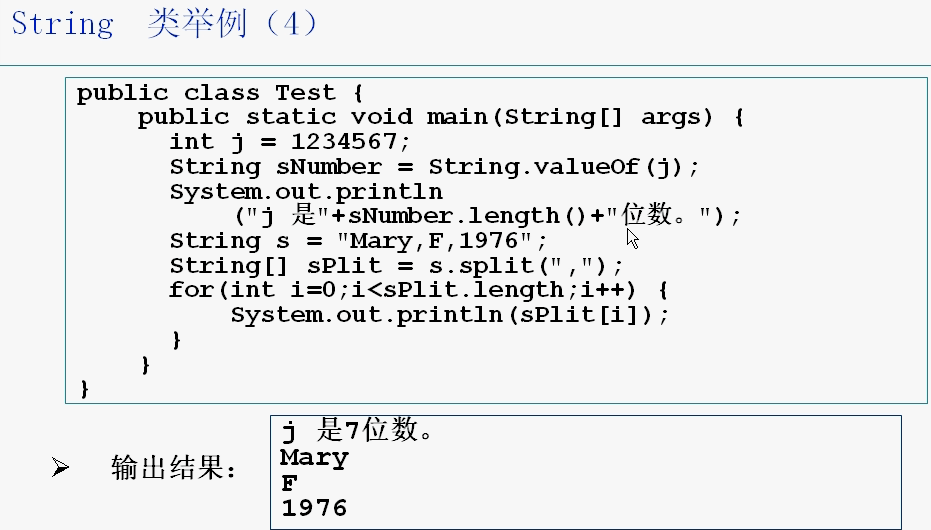 String 类举例（4）
public class Test {
public static void main(String[] args) {
int j = 1234567;
String sNumber = String.valueOf(j);
System.out.println
("j 是"+sNumber.length()+"位数。");
String s = "Mary,F,1976";
String[] sPlit = s.split(",");
for(int i=0;i<sPlit.length;i++) {
System.out.println(sPlit[i]);
}
}
}
输出结果：
j 是7位数。
Mary
F
1976